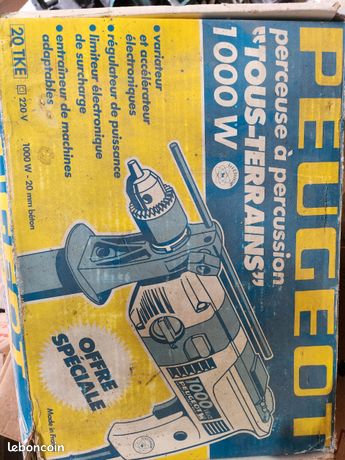 PEUGEOT
perceuse à percussion
"TOUS-TERRAINS"
1000 W
• variateur
et accélérateur
électroniques
• régulateur de puissance
• limiteur électronique
de surcharge
• entraîneur de machines
adaptables
20 TKE 220 V
1000 W - 20 mm béton
OFFRE
SPÉCIALE
1000
PEUGEOT
Made in France
leboncoin